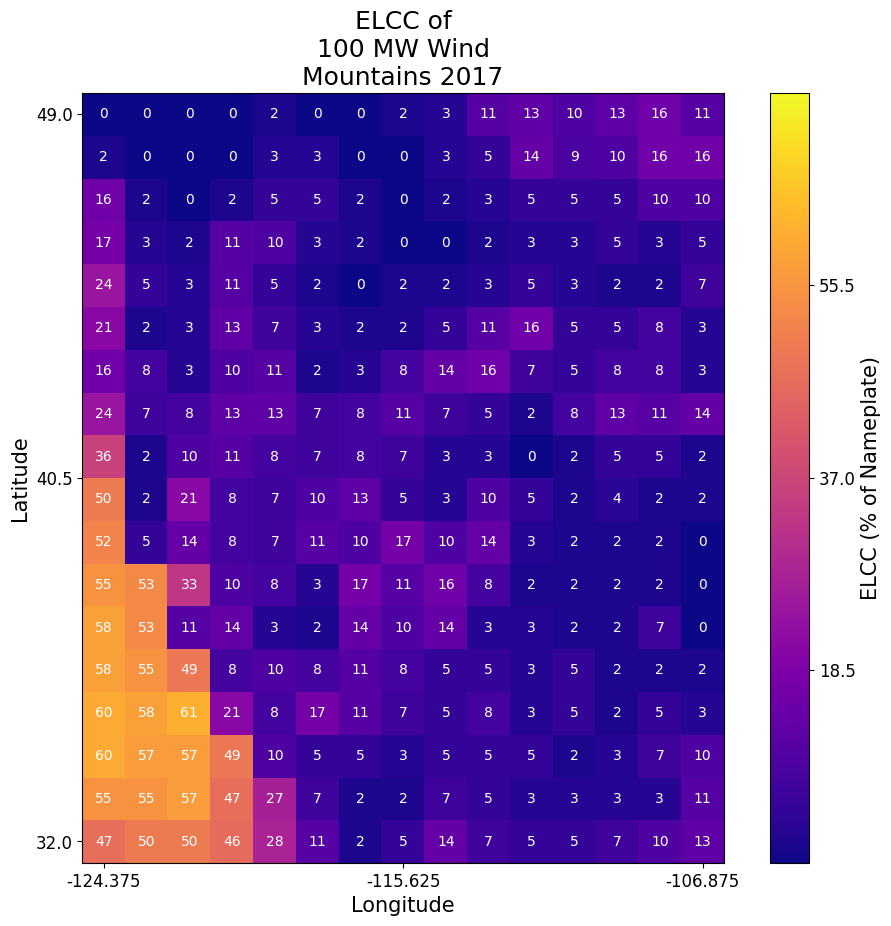 ELCC of
100 MW Wind
Mountains 2017
49.0
0 0 0 0 2 0 0 2 3 11 13 10 13 16 11
2 0 0 0 3 3 0 0 3 5 14 9 10 16 16
16 2 0 2 5 5 2 0 2 3 5 5 5 10 10
17 3 2 11 10 3 2 0 0 2 3 3 5 3 5
24 5 3 11 5 2 0 2 2 3 5 3 2 2 7
21 2 3 13 7 3 2 2 5 11 16 5 5 8 3
16 8 3 10 11 2 3 8 14 16 7 5 8 8 3
24 7 8 13 13 7 8 11 7 5 2 8 13 11 14
36 2 10 11 8 7 8 7 3 3 0 2 5 5 2
40.5
50 2 21 8 7 10 13 5 3 10 5 2 4 2 2
52 5 14 8 7 11 10 17 10 14 3 2 2 2 0
55 53 33 10 8 3 17 11 16 8 2 2 2 2 0
58 53 11 14 3 2 14 10 14 3 3 2 2 7 0
58 55 49 8 10 8 11 8 5 5 3 5 2 2 2
60 58 61 21 8 17 11 7 5 8 3 5 2 5 3
60 57 57 49 10 5 5 3 5 5 5 2 3 7 10
55 55 57 47 27 7 2 2 7 5 3 3 3 3 11
32.0
47 50 50 46 28 11 2 5 14 7 5 5 7 10 13
-124.375 -115.625 -106.875
Longitude
Latitude
55.5
37.0
18.5
ELCC (% of Nameplate)